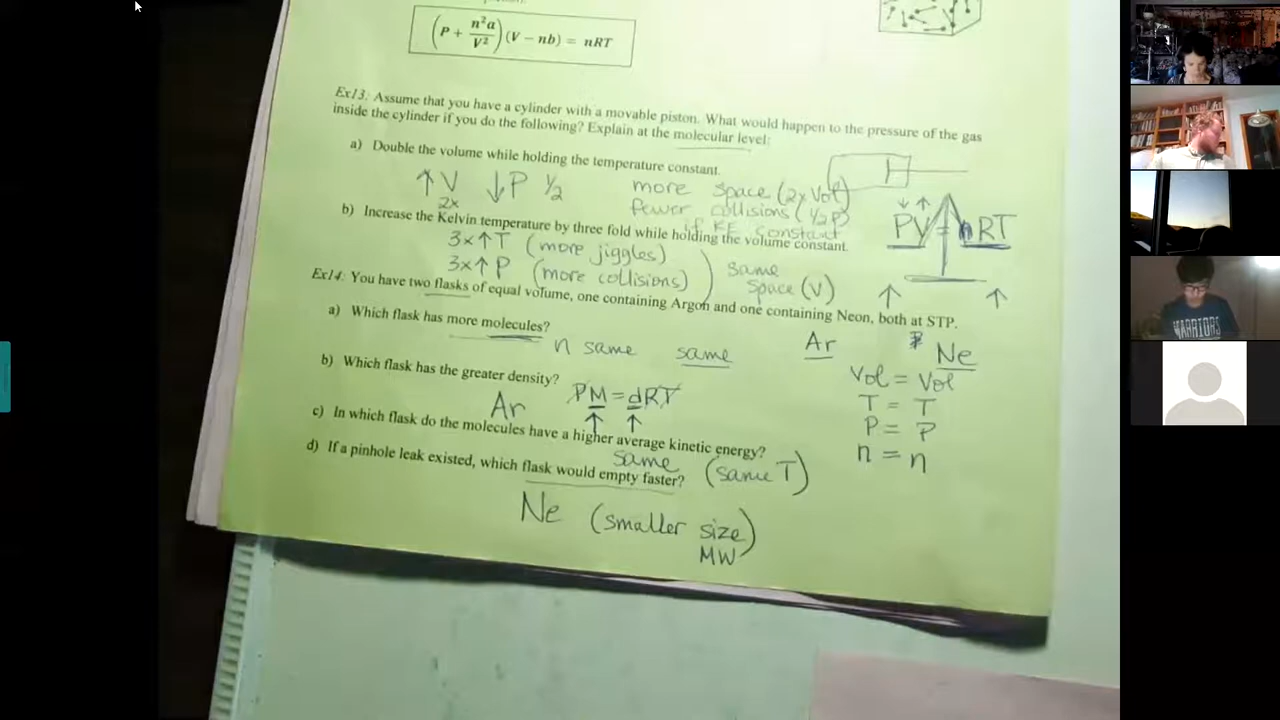 (P + n²a/V²)(V − nb) = nRT
Ex13: Assume that you have a cylinder with a movable piston. What would happen to the pressure of the gas
inside the cylinder if you do the following? Explain at the molecular level:
a) Double the volume while holding the temperature constant.
↑V ↓P 1/2
2x
more space (2x Vol)
fewer collisions (1/2 P)
if KE constant
PV = nRT
b) Increase the Kelvin temperature by three fold while holding the volume constant.
3x↑T (more jiggles)
3x↑P (more collisions)
same
space (V)
Ex14: You have two flasks of equal volume, one containing Argon and one containing Neon, both at STP.
a) Which flask has more molecules?
n same same
Ar Ne
Vol = Vol
T = T
P = P
n = n
b) Which flask has the greater density?
Ar PM = dRT
c) In which flask do the molecules have a higher average kinetic energy?
same (same T)
d) If a pinhole leak existed, which flask would empty faster?
Ne (smaller size)
MW
WARRIORS